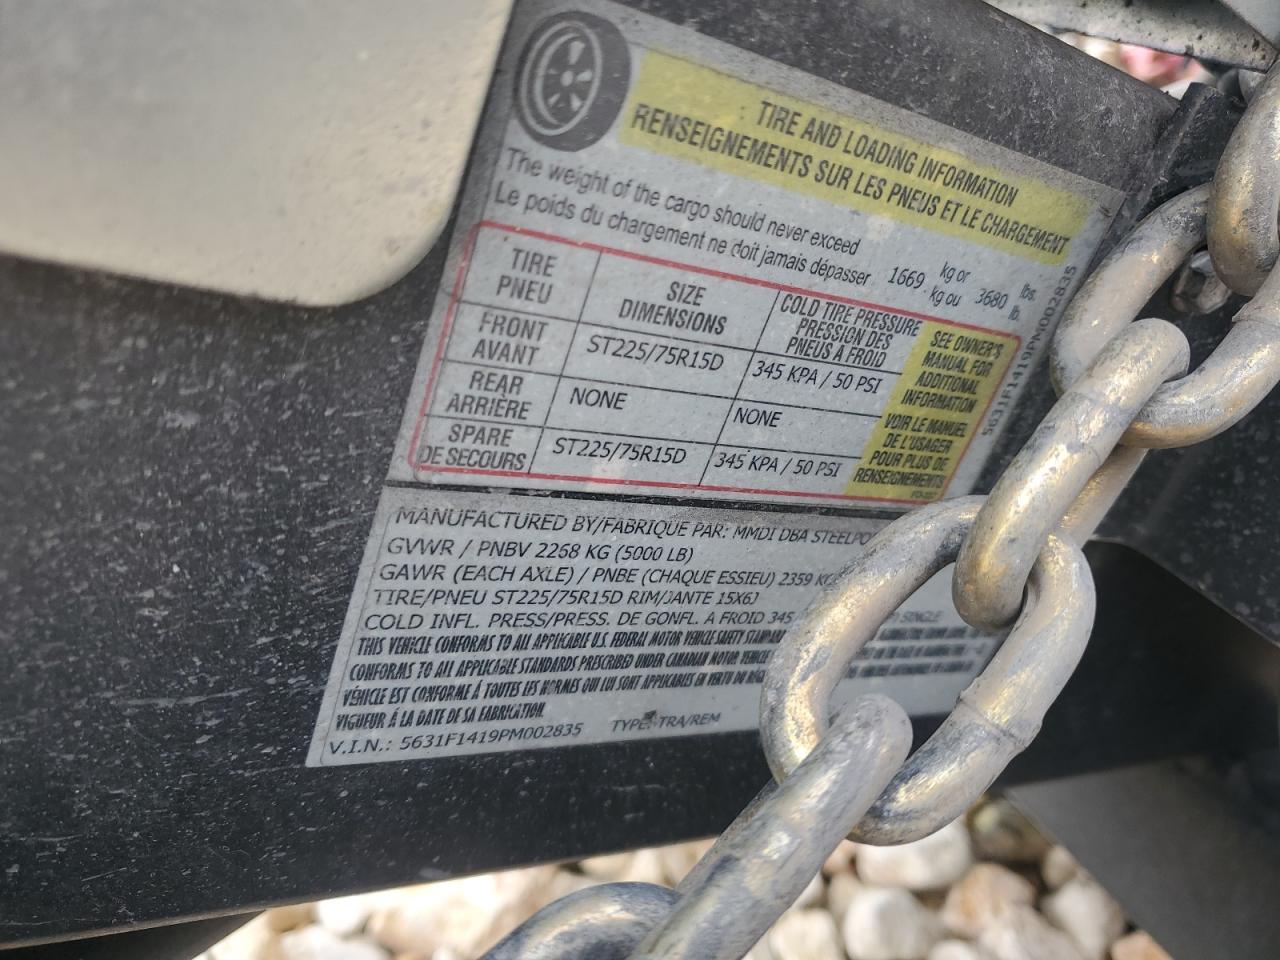 TIRE AND LOADING INFORMATION
RENSEIGNEMENTS SUR LES PNEUS ET LE CHARGEMENT
The weight of the cargo should never exceed
Le poids du chargement ne doit jamais dépasser
1669 kg or 3680 lbs.
kg ou lb.
TIRE SIZE COLD TIRE PRESSURE
PNEU DIMENSIONS PRESSION DES
PNEUS A FROID
FRONT ST225/75R15D 345 KPA / 50 PSI
AVANT
REAR NONE NONE
ARRIÈRE
SPARE ST225/75R15D 345 KPA / 50 PSI
DE SECOURS
SEE OWNER'S
MANUAL FOR
ADDITIONAL
INFORMATION
VOIR LE MANUEL
DE L'USAGER
POUR PLUS DE
RENSEIGNEMENTS
5631F1419PM002835
MANUFACTURED BY/FABRIQUE PAR: MMDI DBA STEELPO
GVWR / PNBV 2268 KG (5000 LB)
GAWR (EACH AXLE) / PNBE (CHAQUE ESSIEU) 2359 KG
TIRE/PNEU ST225/75R15D RIM/JANTE 15X6J
COLD INFL. PRESS/PRESS. DE GONFL. A FROID 345 SINGLE
THIS VEHICLE CONFORMS TO ALL APPLICABLE U.S. FEDERAL MOTOR VEHICLE SAFETY STANDAR
CONFORMS TO ALL APPLICABLE STANDARDS PRESCRIBED UNDER CANADIAN MOTOR VEHICLE
VÉHICLE EST CONFORME À TOUTES LES NORMES QUI LUI SONT APPLICABLES EN VERTU DU
VIGUEUR À LA DATE DE SA FABRICATION.
V.I.N.: 5631F1419PM002835 TYPE: TRA/REM